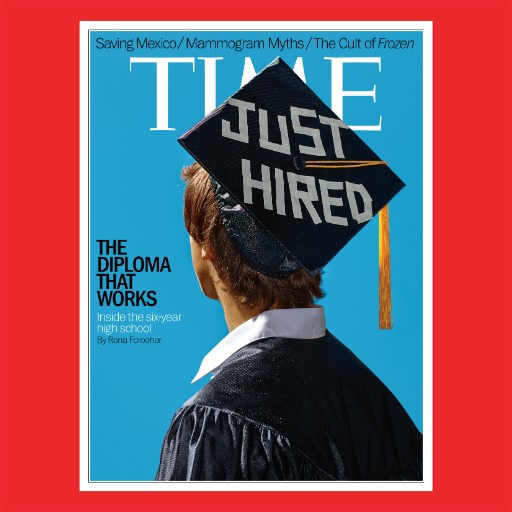 Saving Mexico/Mammogram Myths/The Cult of Frozen
TIME
JUST
HIRED
THE
DIPLOMA
THAT
WORKS
Inside the six-year
high school
By Rana Foroohar